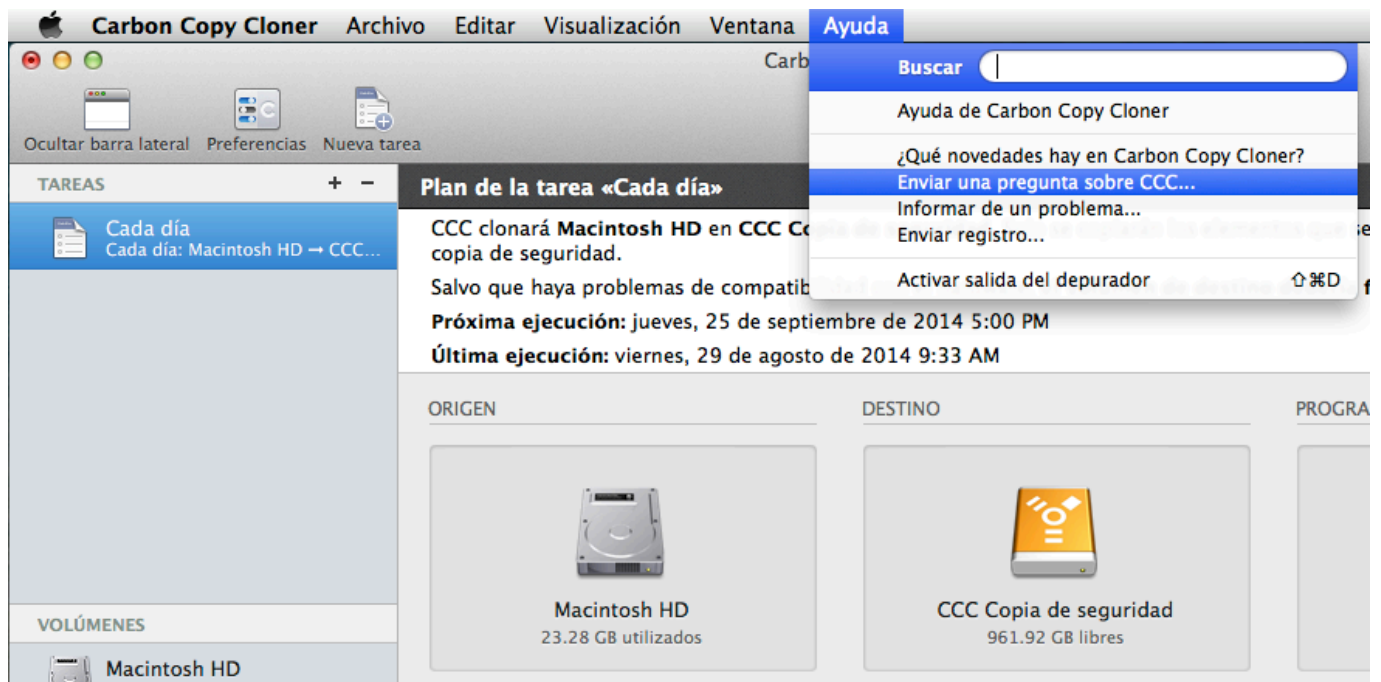 Carbon Copy Cloner Archivo Editar Visualización Ventana Ayuda
Carb
Buscar
Ayuda de Carbon Copy Cloner
¿Qué novedades hay en Carbon Copy Cloner?
Enviar una pregunta sobre CCC...
Informar de un problema...
Enviar registro...
Activar salida del depurador ⇧⌘D
Ocultar barra lateral Preferencias Nueva tarea
TAREAS + −
Cada día
Cada día: Macintosh HD → CCC...
Plan de la tarea «Cada día»
CCC clonará Macintosh HD en CCC Co
copia de seguridad.
Salvo que haya problemas de compatib
Próxima ejecución: jueves, 25 de septiembre de 2014 5:00 PM
Última ejecución: viernes, 29 de agosto de 2014 9:33 AM
ORIGEN DESTINO PROGRA
Macintosh HD
23.28 GB utilizados
CCC Copia de seguridad
961.92 GB libres
VOLÚMENES
Macintosh HD